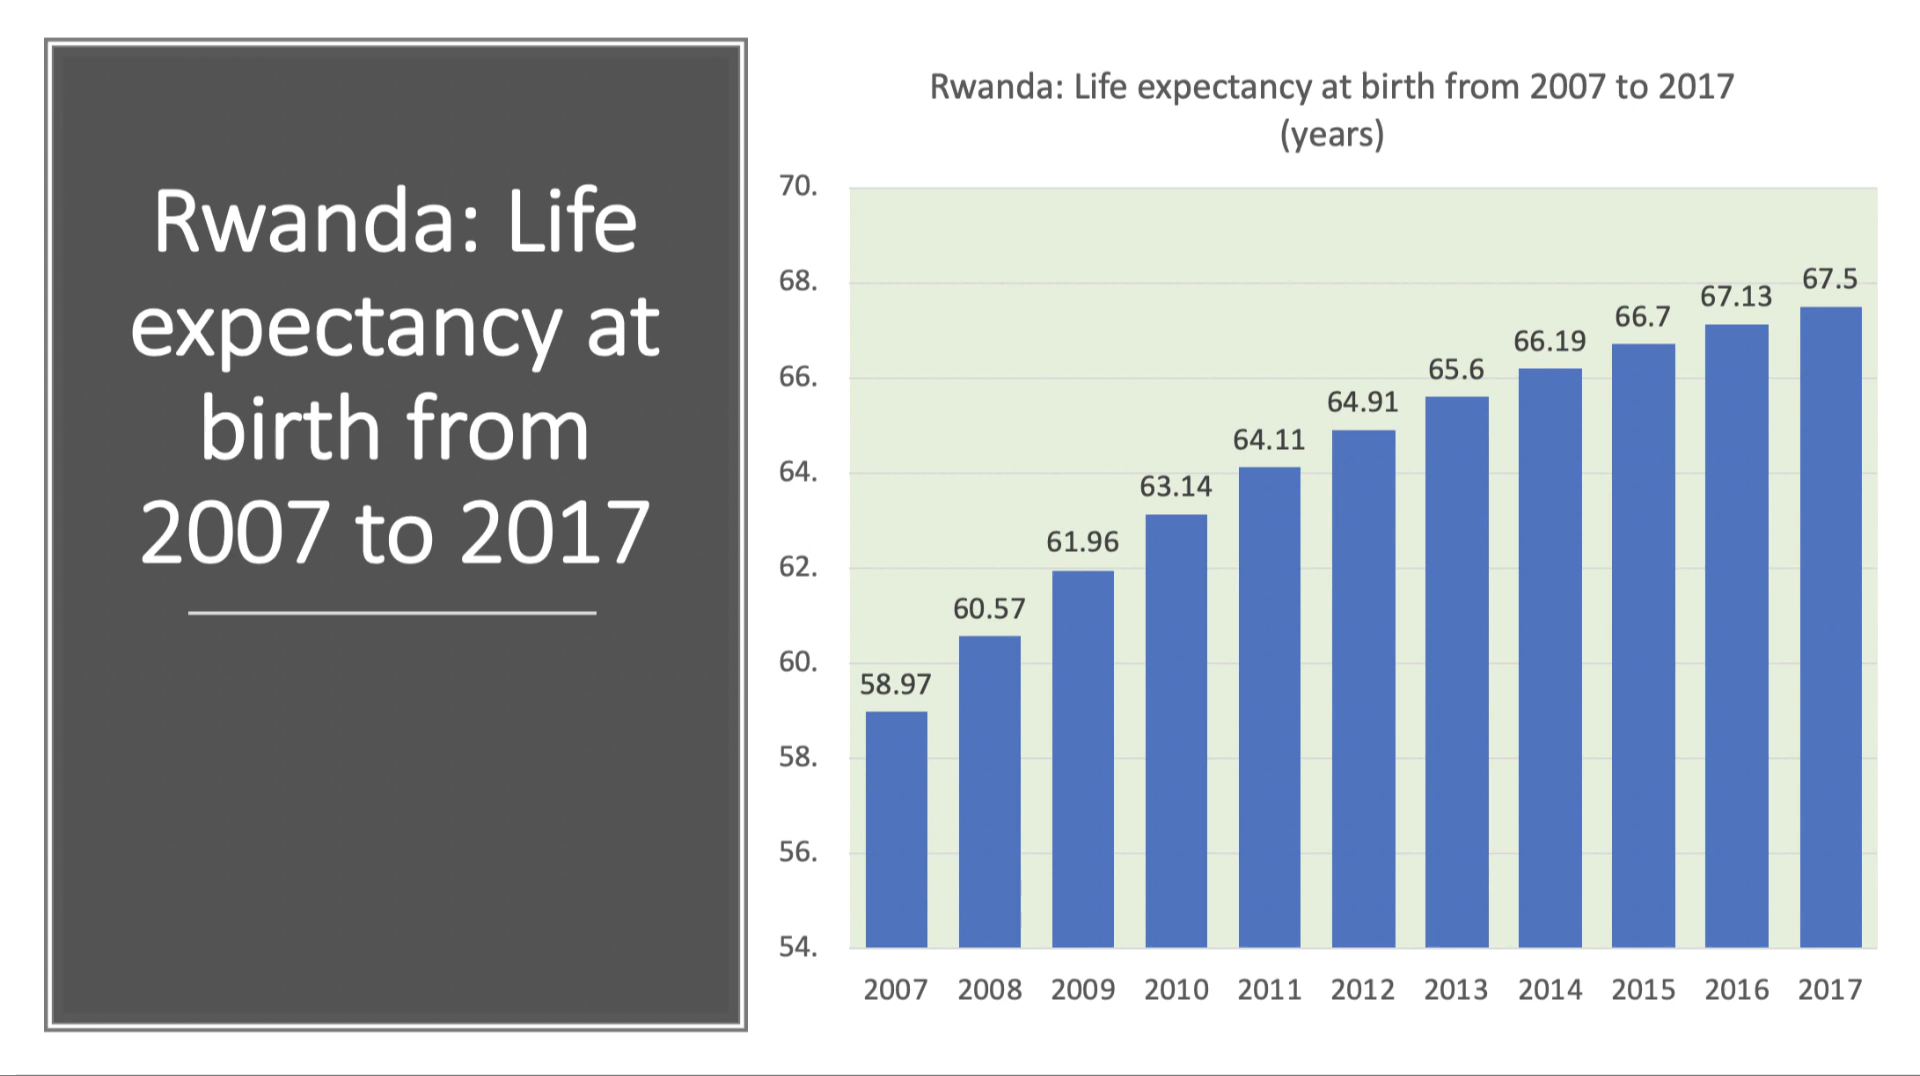 Rwanda: Life
expectancy at
birth from
2007 to 2017
Rwanda: Life expectancy at birth from 2007 to 2017
(years)
70.
68.
66.
64.
62.
60.
58.
56.
54.
58.97
60.57
61.96
63.14
64.11
64.91
65.6
66.19
66.7
67.13
67.5
2007 2008 2009 2010 2011 2012 2013 2014 2015 2016 2017